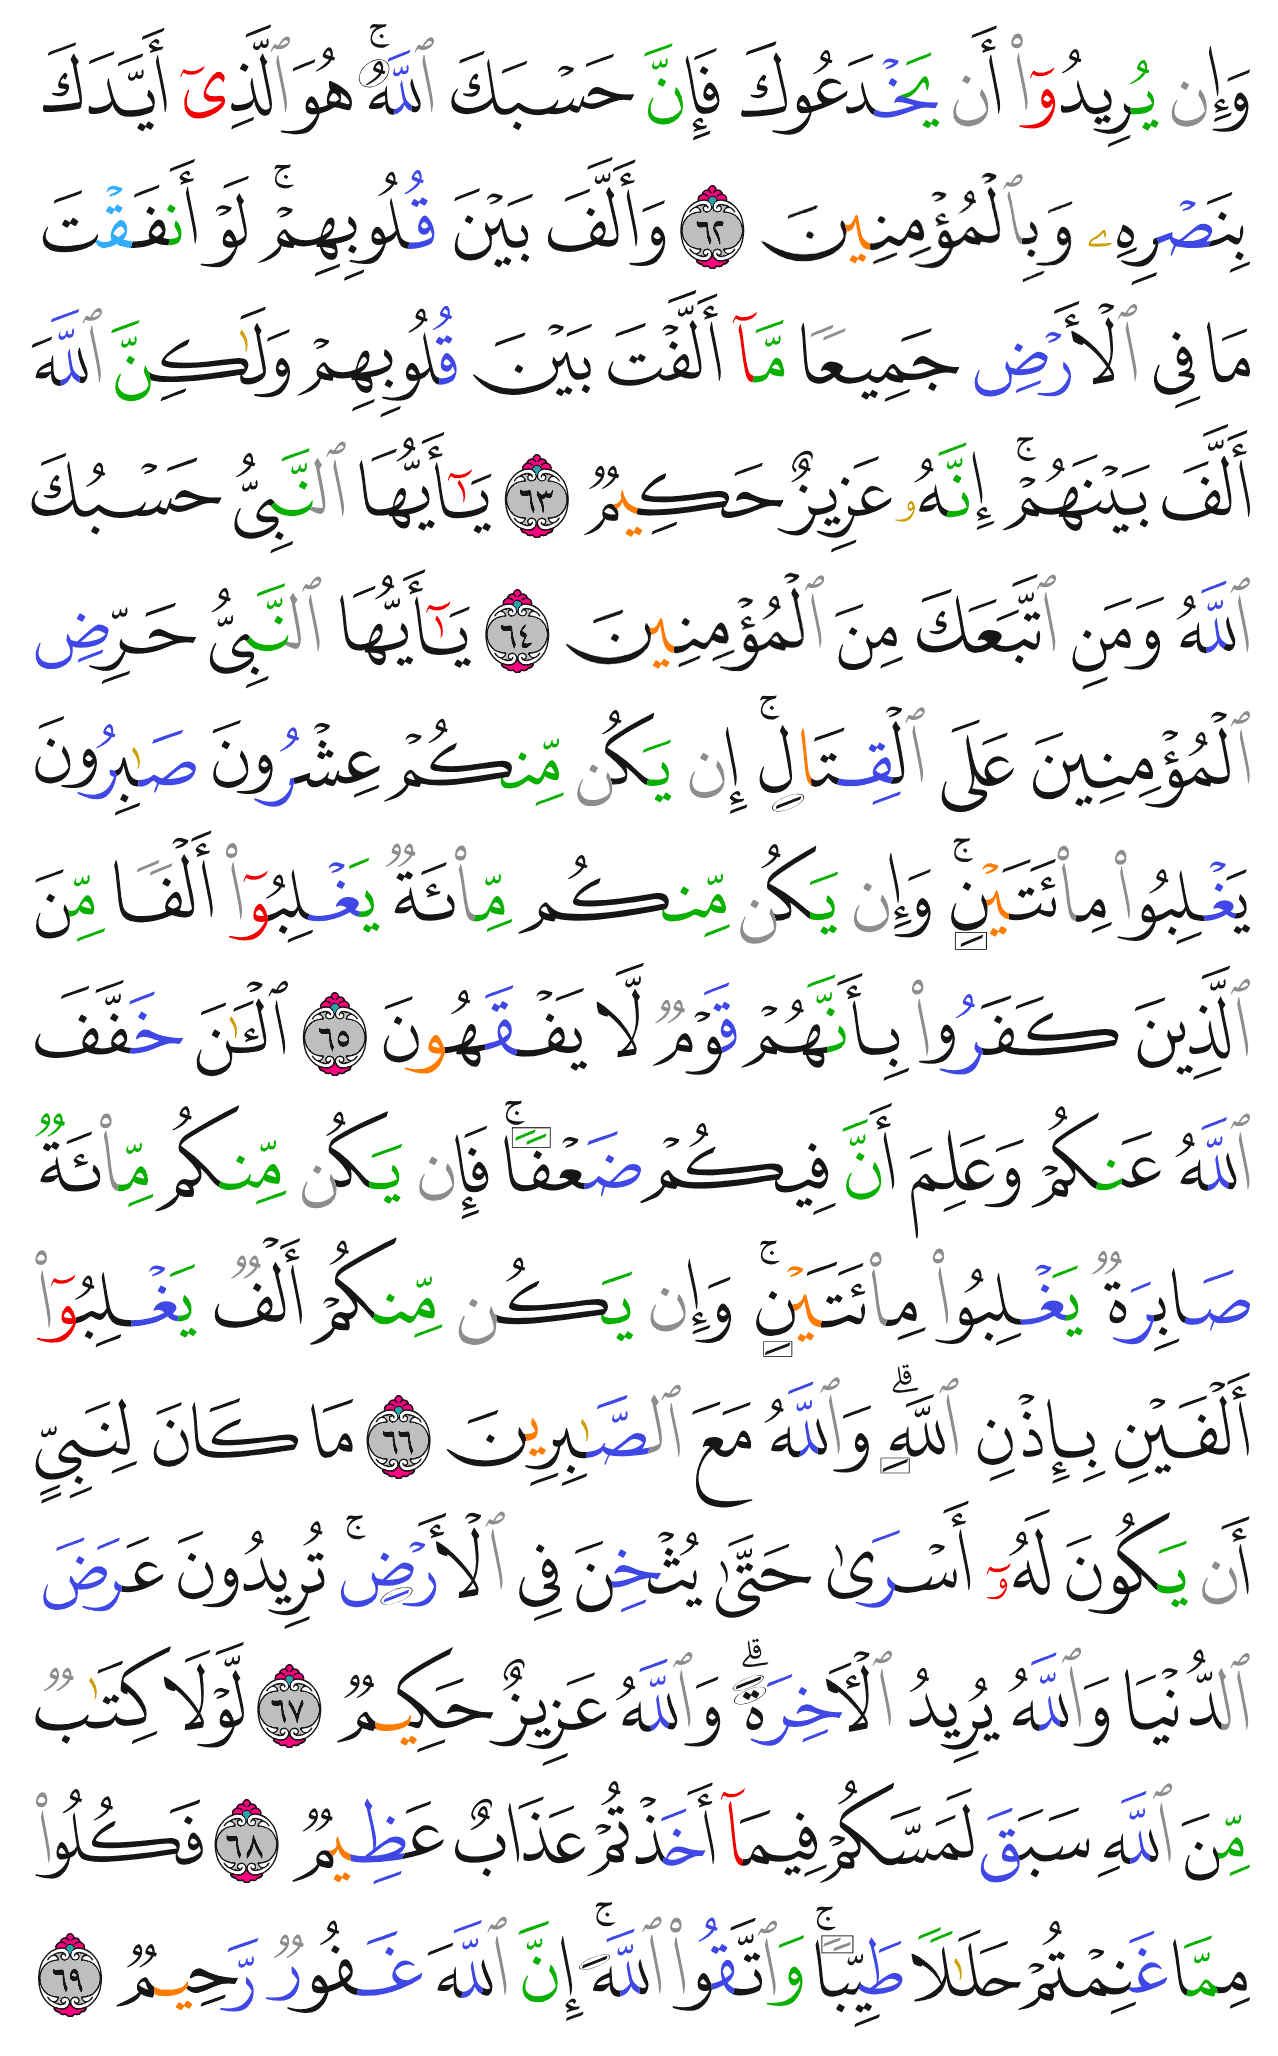 وَإِن يُرِيدُوٓا۟ أَن يَخْدَعُوكَ فَإِنَّ حَسْبَكَ ٱللَّهُ ۚ هُوَ ٱلَّذِىٓ أَيَّدَكَ
بِنَصْرِهِۦ وَبِٱلْمُؤْمِنِينَ ٦٢ وَأَلَّفَ بَيْنَ قُلُوبِهِمْ ۚ لَوْ أَنفَقْتَ
مَا فِى ٱلْأَرْضِ جَمِيعًا مَّآ أَلَّفْتَ بَيْنَ قُلُوبِهِمْ وَلَـٰكِنَّ ٱللَّهَ
أَلَّفَ بَيْنَهُمْ ۚ إِنَّهُۥ عَزِيزٌ حَكِيمٌ ٦٣ يَـٰٓأَيُّهَا ٱلنَّبِىُّ حَسْبُكَ
ٱللَّهُ وَمَنِ ٱتَّبَعَكَ مِنَ ٱلْمُؤْمِنِينَ ٦٤ يَـٰٓأَيُّهَا ٱلنَّبِىُّ حَرِّضِ
ٱلْمُؤْمِنِينَ عَلَى ٱلْقِتَالِ ۚ إِن يَكُن مِّنكُمْ عِشْرُونَ صَـٰبِرُونَ
يَغْلِبُوا۟ مِا۟ئَتَيْنِ ۚ وَإِن يَكُن مِّنكُم مِّا۟ئَةٌ يَغْلِبُوٓا۟ أَلْفًا مِّنَ
ٱلَّذِينَ كَفَرُوا۟ بِأَنَّهُمْ قَوْمٌ لَّا يَفْقَهُونَ ٦٥ ٱلْـَٔـٰنَ خَفَّفَ
ٱللَّهُ عَنكُمْ وَعَلِمَ أَنَّ فِيكُمْ ضَعْفًا ۚ فَإِن يَكُن مِّنكُم مِّا۟ئَةٌ
صَابِرَةٌ يَغْلِبُوا۟ مِا۟ئَتَيْنِ ۚ وَإِن يَكُن مِّنكُمْ أَلْفٌ يَغْلِبُوٓا۟
أَلْفَيْنِ بِإِذْنِ ٱللَّهِ ۗ وَٱللَّهُ مَعَ ٱلصَّـٰبِرِينَ ٦٦ مَا كَانَ لِنَبِىٍّ
أَن يَكُونَ لَهُۥٓ أَسْرَىٰ حَتَّىٰ يُثْخِنَ فِى ٱلْأَرْضِ ۚ تُرِيدُونَ عَرَضَ
ٱلدُّنْيَا وَٱللَّهُ يُرِيدُ ٱلْـَٔاخِرَةَ ۗ وَٱللَّهُ عَزِيزٌ حَكِيمٌ ٦٧ لَّوْلَا كِتَـٰبٌ
مِّنَ ٱللَّهِ سَبَقَ لَمَسَّكُمْ فِيمَآ أَخَذْتُمْ عَذَابٌ عَظِيمٌ ٦٨ فَكُلُوا۟
مِمَّا غَنِمْتُمْ حَلَـٰلًا طَيِّبًا ۚ وَٱتَّقُوا۟ ٱللَّهَ ۚ إِنَّ ٱللَّهَ غَفُورٌ رَّحِيمٌ ٦٩